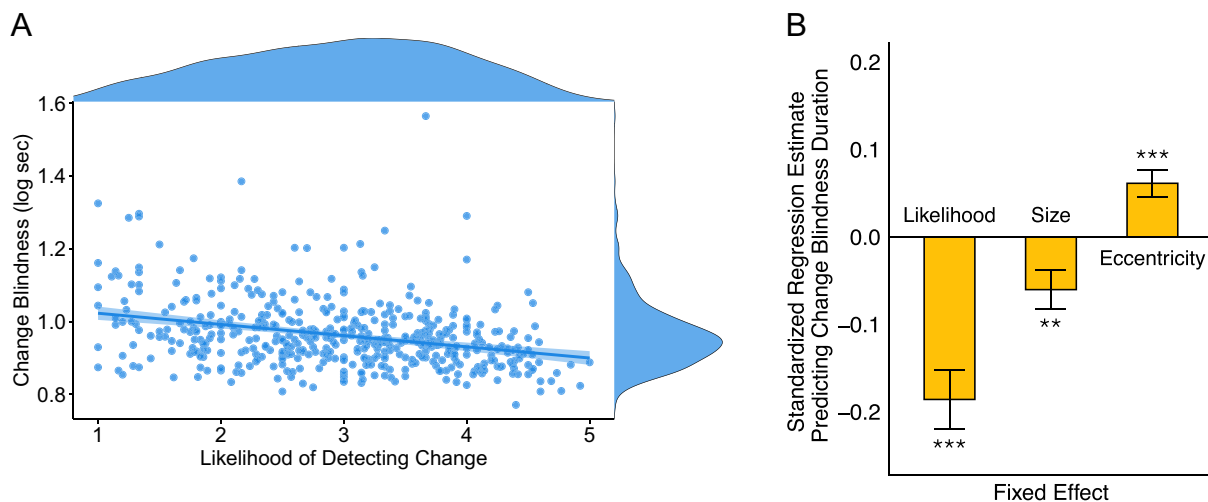 A
1.6
1.4
1.2
1.0
0.8
Change Blindness (log sec)
1 2 3 4 5
Likelihood of Detecting Change
B
Standardized Regression Estimate
Predicting Change Blindness Duration
0.2
0.1
0.0
−0.1
−0.2
Likelihood
Size
Eccentricity
***
**
***
Fixed Effect